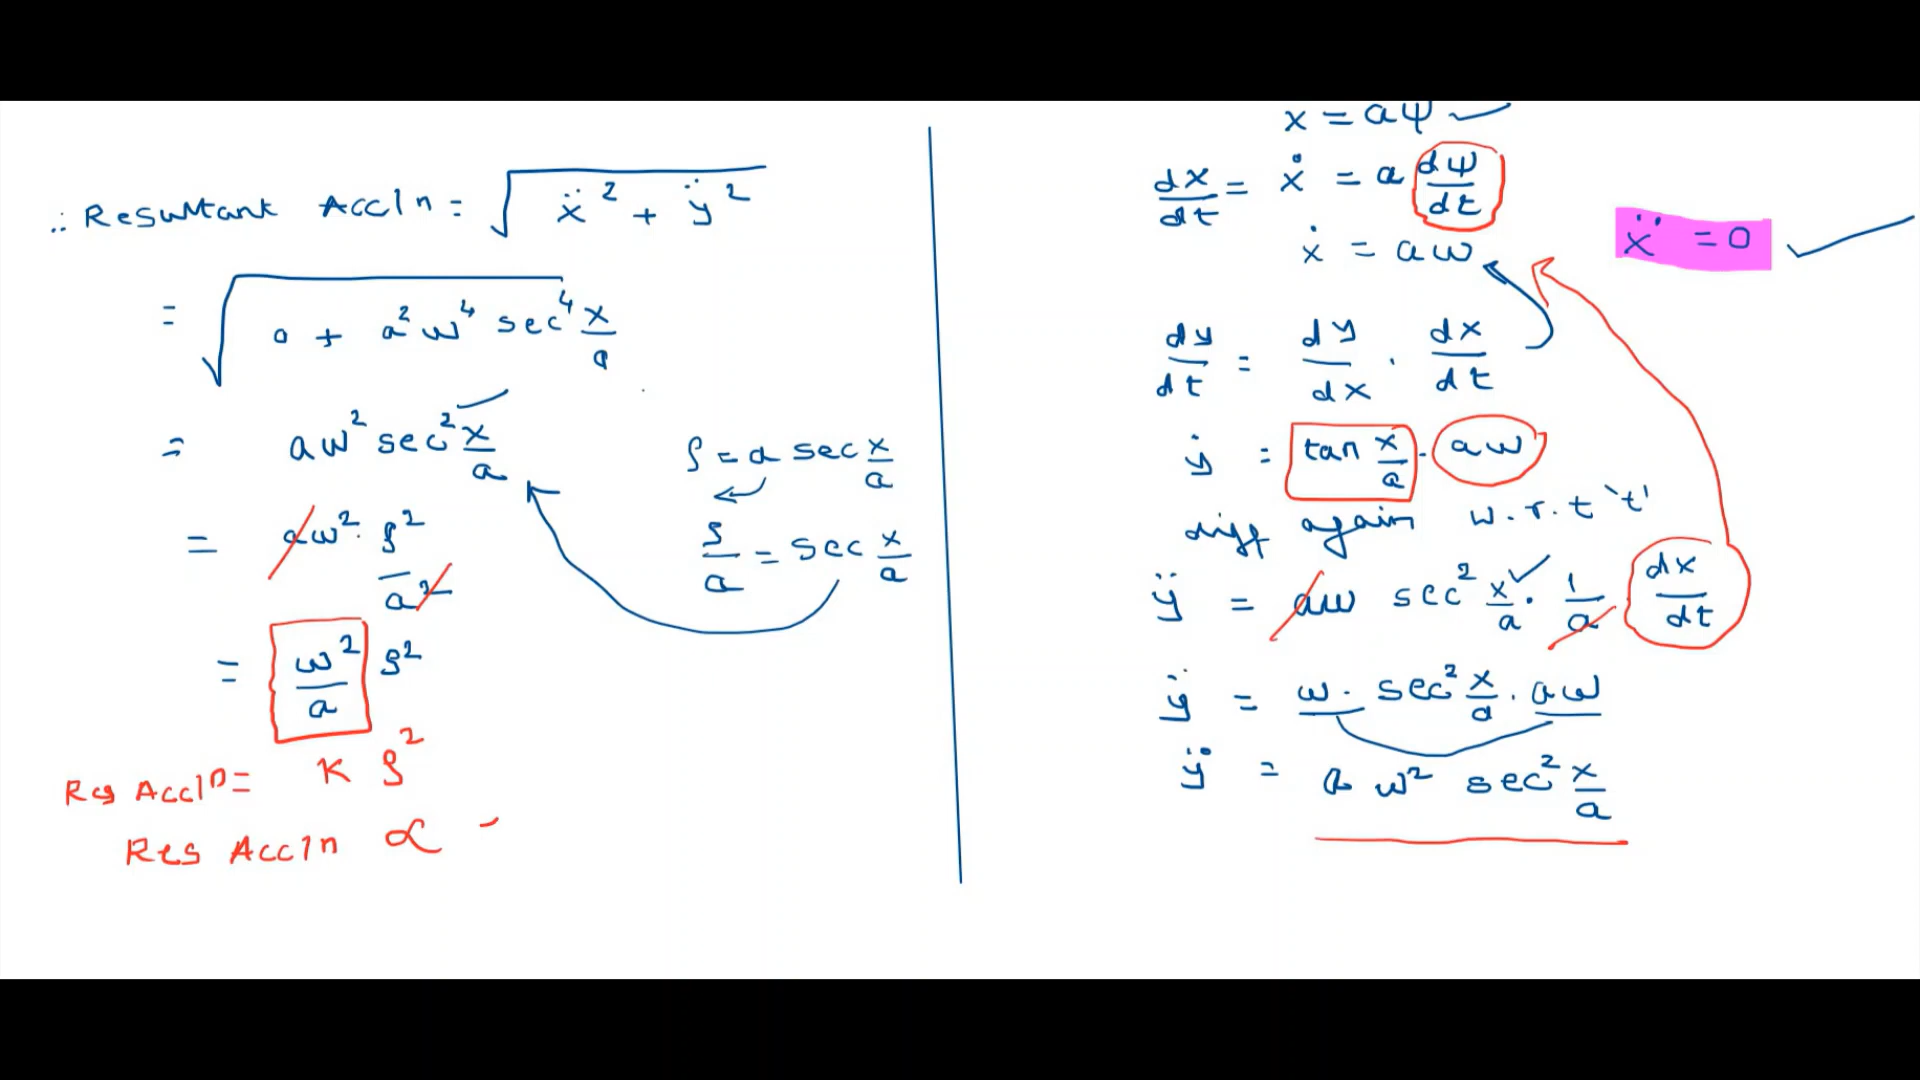 ∴ Resultant Accln = √(ẍ² + ÿ²)
= √(0 + a²ω⁴ sec⁴ x/a)
= aω² sec² x/a
= aω² · ρ²/a²
= ω²/a ρ²
Res Acclⁿ = K ρ²
Res Accln ∝
ρ = a sec x/a
ρ/a = sec x/a
x = aψ
dx/dt = ẋ = a dψ/dt
ẋ = aω
ẍ = 0
dy/dt = dy/dx · dx/dt
ẏ = tan x/a · aω
diff again w.r.t 't'
ÿ = aω sec² x/a · 1/a dx/dt
ÿ = ω · sec² x/a · aω
ÿ = a ω² sec² x/a